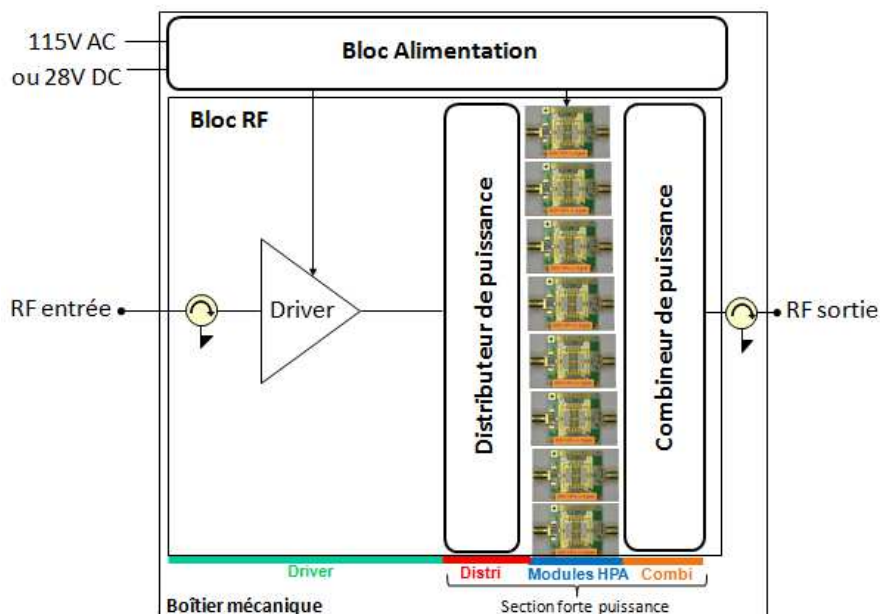 115V AC
ou 28V DC
Bloc Alimentation
Bloc RF
RF entrée
Driver
Distributeur de puissance
Combineur de puissance
RF sortie
Driver
Distri
Modules HPA
Combi
Boîtier mécanique
Section forte puissance